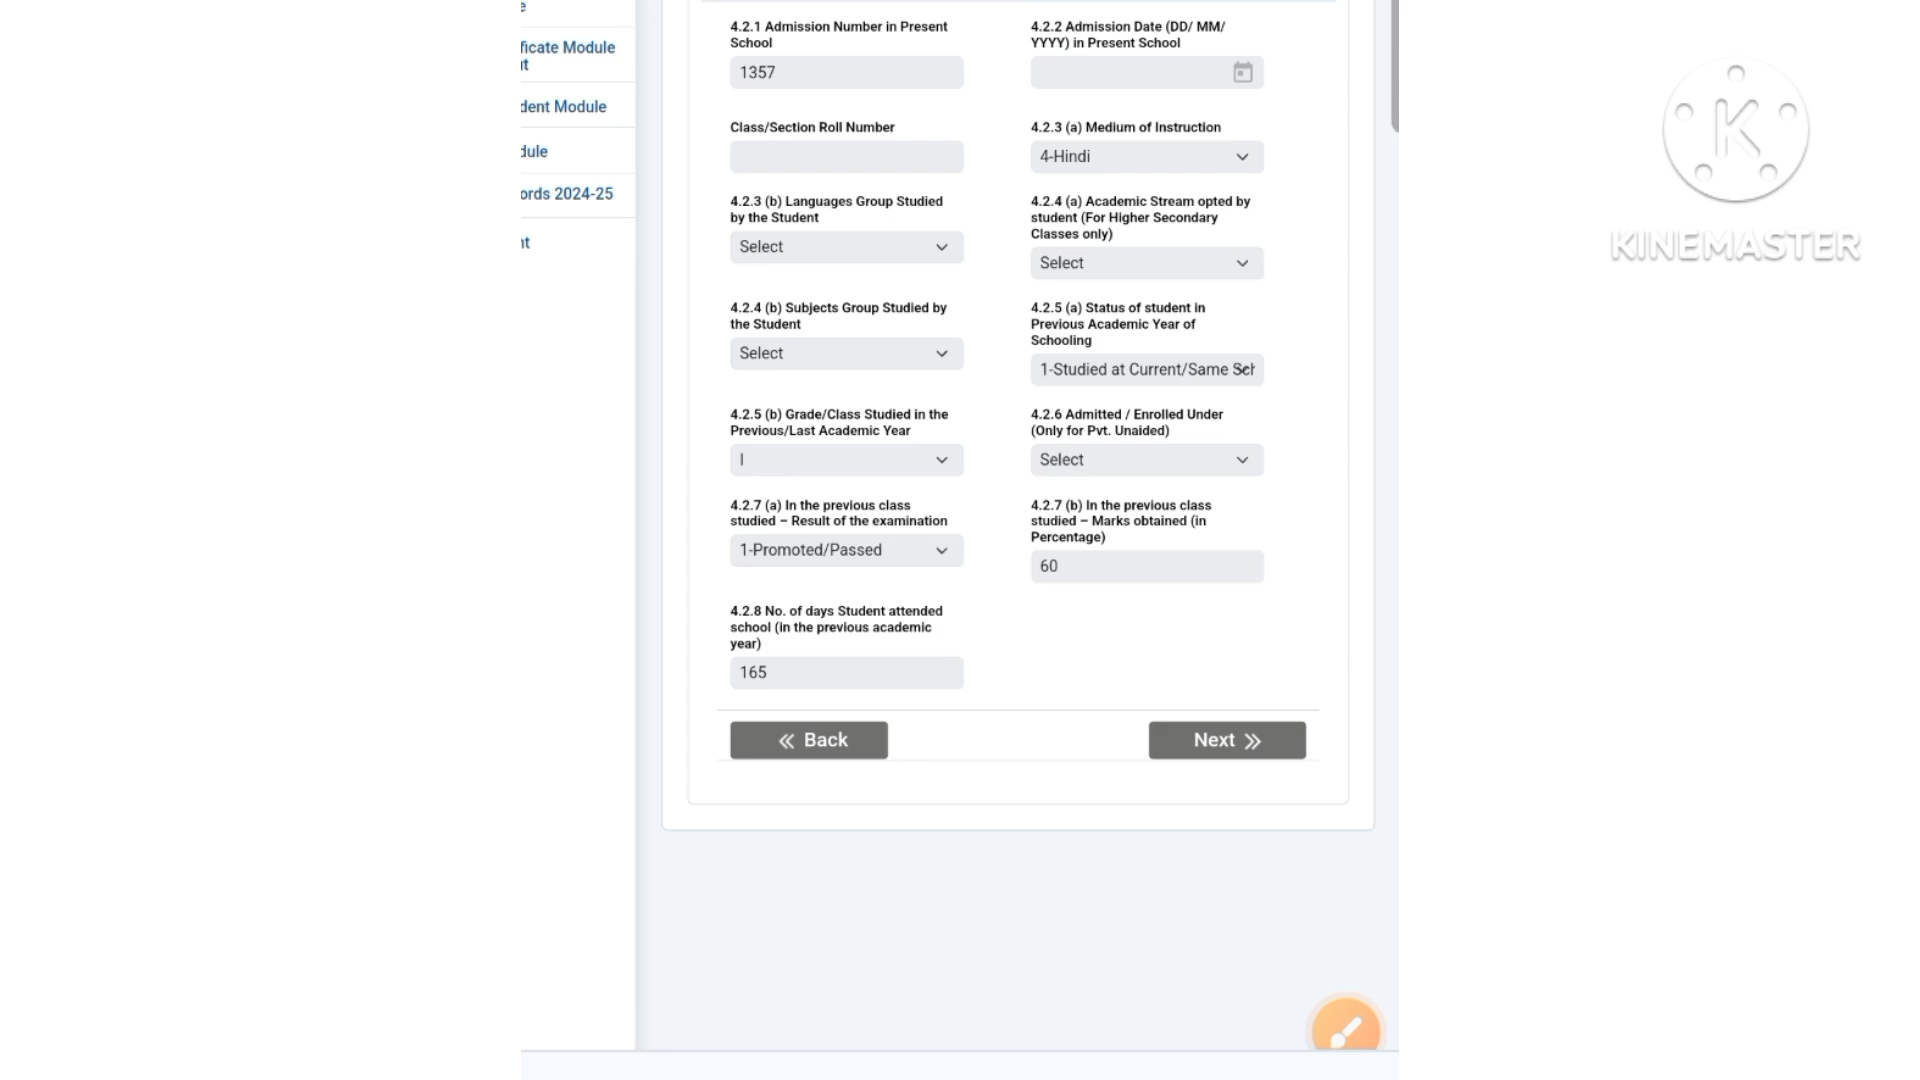 e
ficate Module
nt
dent Module
dule
ords 2024-25
nt
4.2.1 Admission Number in Present
School
1357
4.2.2 Admission Date (DD/ MM/
YYYY) in Present School
Class/Section Roll Number
4.2.3 (a) Medium of Instruction
4-Hindi
4.2.3 (b) Languages Group Studied
by the Student
Select
4.2.4 (a) Academic Stream opted by
student (For Higher Secondary
Classes only)
Select
4.2.4 (b) Subjects Group Studied by
the Student
Select
4.2.5 (a) Status of student in
Previous Academic Year of
Schooling
1-Studied at Current/Same Sch
4.2.5 (b) Grade/Class Studied in the
Previous/Last Academic Year
I
4.2.6 Admitted / Enrolled Under
(Only for Pvt. Unaided)
Select
4.2.7 (a) In the previous class
studied – Result of the examination
1-Promoted/Passed
4.2.7 (b) In the previous class
studied – Marks obtained (in
Percentage)
60
4.2.8 No. of days Student attended
school (in the previous academic
year)
165
Back
Next
K
KINEMASTER